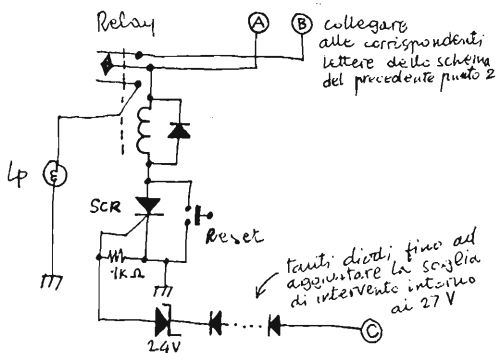 Relay
A
B
collegare
alle corrispondenti
lettere dello schema
del precedente punto 2
Lp
SCR
Reset
1KΩ
tanti diodi fino ad
aggiustare la soglia
di intervento intorno
ai 27 V
24V
C